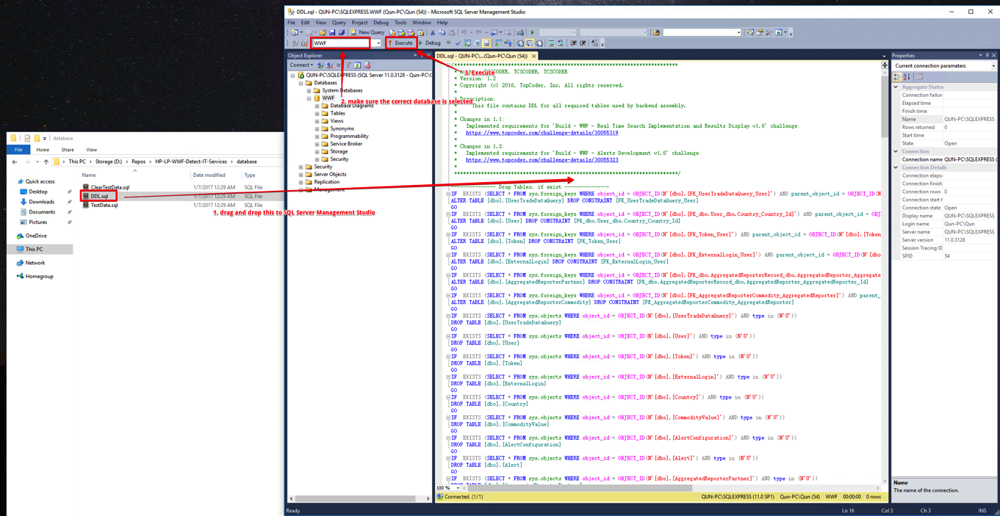 database
File
Home
Share
View
This PC
Storage (D:)
Repos
HP-LP-WWF-Detect-IT-Services
database
Quick access
Desktop
Downloads
Documents
Pictures
OneDrive
This PC
Network
Homegroup
Name
Date modified
Type
ClearTestData.sql 1/7/2017 12:29 AM SQL File
DDL.sql 1/7/2017 12:29 AM SQL File
TestData.sql 1/7/2017 12:29 AM SQL File
1. drag and drop this to SQL Server Management Studio
DDL.sql - QUN-PC\SQLEXPRESS.WWF (Qun-PC\Qun (54)) - Microsoft SQL Server Management Studio
File Edit View Query Project Debug Tools Window Help
New Query
WWF
Execute
Debug
Object Explorer
Connect
QUN-PC\SQLEXPRESS (SQL Server 11.0.3128 - Qun-PC\Q
Databases
System Databases
WWF
2. make sure the correct database is selected
Database Diagrams
Tables
Views
Synonyms
Programmability
Service Broker
Storage
Security
Security
Server Objects
Replication
Management
DDL.sql - QUN-PC\...(Qun-PC\Qun (54))
3. Execute
TCSCODER, TCSCODER, TCSCODER
* Version: 1.2
* Copyright (c) 2016, TopCoder, Inc. All rights reserved.
*
* Description:
* This file contains DDL for all required tables used by backend assembly.
*
* Changes in 1.1:
* Implemented requirements for 'Build - WWF - Real Time Search Implementation and Results Display v1.0' challenge:
* https://www.topcoder.com/challenge-details/30055319
*
* Changes in 1.2:
* Implemented requirements for 'Build - WWF - Alerts Development v1.0' challenge:
* https://www.topcoder.com/challenge-details/30055323
*
-------------- Drop Tables, if exist --------------
IF EXISTS (SELECT * FROM sys.foreign_keys WHERE object_id = OBJECT_ID(N'[dbo].[FK_UserTradeDataQuery_User]') AND parent_object_id = OBJECT_ID(N
ALTER TABLE [dbo].[UserTradeDataQuery] DROP CONSTRAINT [FK_UserTradeDataQuery_User]
GO
IF EXISTS (SELECT * FROM sys.foreign_keys WHERE object_id = OBJECT_ID(N'[dbo].[FK_dbo.User_dbo.Country_Country_Id]') AND parent_object_id = OBJ
ALTER TABLE [dbo].[User] DROP CONSTRAINT [FK_dbo.User_dbo.Country_Country_Id]
GO
IF EXISTS (SELECT * FROM sys.foreign_keys WHERE object_id = OBJECT_ID(N'[dbo].[FK_Token_User]') AND parent_object_id = OBJECT_ID(N'[dbo].[Token
ALTER TABLE [dbo].[Token] DROP CONSTRAINT [FK_Token_User]
GO
IF EXISTS (SELECT * FROM sys.foreign_keys WHERE object_id = OBJECT_ID(N'[dbo].[FK_ExternalLogin_User]') AND parent_object_id = OBJECT_ID(N'[dbo
ALTER TABLE [dbo].[ExternalLogin] DROP CONSTRAINT [FK_ExternalLogin_User]
GO
IF EXISTS (SELECT * FROM sys.foreign_keys WHERE object_id = OBJECT_ID(N'[dbo].[FK_dbo.AggregatedReporterRecord_dbo.AggregatedReporter_Aggregate
ALTER TABLE [dbo].[AggregatedReporterPartner] DROP CONSTRAINT [FK_dbo.AggregatedReporterRecord_dbo.AggregatedReporter_AggregatedReporter_Id]
GO
IF EXISTS (SELECT * FROM sys.foreign_keys WHERE object_id = OBJECT_ID(N'[dbo].[FK_AggregatedReporterCommodity_AggregatedReporter]') AND parent_
ALTER TABLE [dbo].[AggregatedReporterCommodity] DROP CONSTRAINT [FK_AggregatedReporterCommodity_AggregatedReporter]
GO
IF EXISTS (SELECT * FROM sys.objects WHERE object_id = OBJECT_ID(N'[dbo].[UserTradeDataQuery]') AND type in (N'U'))
DROP TABLE [dbo].[UserTradeDataQuery]
GO
IF EXISTS (SELECT * FROM sys.objects WHERE object_id = OBJECT_ID(N'[dbo].[User]') AND type in (N'U'))
DROP TABLE [dbo].[User]
GO
IF EXISTS (SELECT * FROM sys.objects WHERE object_id = OBJECT_ID(N'[dbo].[Token]') AND type in (N'U'))
DROP TABLE [dbo].[Token]
GO
IF EXISTS (SELECT * FROM sys.objects WHERE object_id = OBJECT_ID(N'[dbo].[ExternalLogin]') AND type in (N'U'))
DROP TABLE [dbo].[ExternalLogin]
GO
IF EXISTS (SELECT * FROM sys.objects WHERE object_id = OBJECT_ID(N'[dbo].[Country]') AND type in (N'U'))
DROP TABLE [dbo].[Country]
GO
IF EXISTS (SELECT * FROM sys.objects WHERE object_id = OBJECT_ID(N'[dbo].[CommodityValue]') AND type in (N'U'))
DROP TABLE [dbo].[CommodityValue]
GO
IF EXISTS (SELECT * FROM sys.objects WHERE object_id = OBJECT_ID(N'[dbo].[AlertConfiguration]') AND type in (N'U'))
DROP TABLE [dbo].[AlertConfiguration]
GO
IF EXISTS (SELECT * FROM sys.objects WHERE object_id = OBJECT_ID(N'[dbo].[Alert]') AND type in (N'U'))
DROP TABLE [dbo].[Alert]
GO
IF EXISTS (SELECT * FROM sys.objects WHERE object_id = OBJECT_ID(N'[dbo].[AggregatedReporterPartner]') AND type in (N'U'))
100 %
Connected. (1/1)
QUN-PC\SQLEXPRESS (11.0 SP1) Qun-PC\Qun (54) WWF 00:00:00 0 rows
Properties
Current connection parameters
Aggregate Status
Connection failure
Elapsed time
Finish time
Name QUN-PC\SQLEXPRESS
Rows returned 0
Start time
State Open
Connection
Connection name QUN-PC\SQLEXPRESS (
Connection Details
Connection elapse
Connection finish
Connection rows 0
Connection start t
Connection state Open
Display name QUN-PC\SQLEXPRESS
Login name Qun-PC\Qun
Server name QUN-PC\SQLEXPRESS
Server version 11.0.3128
Session Tracing ID
SPID 54
Name
The name of the connection.
Ready
Ln 16
Col 3
Ch 3
INS